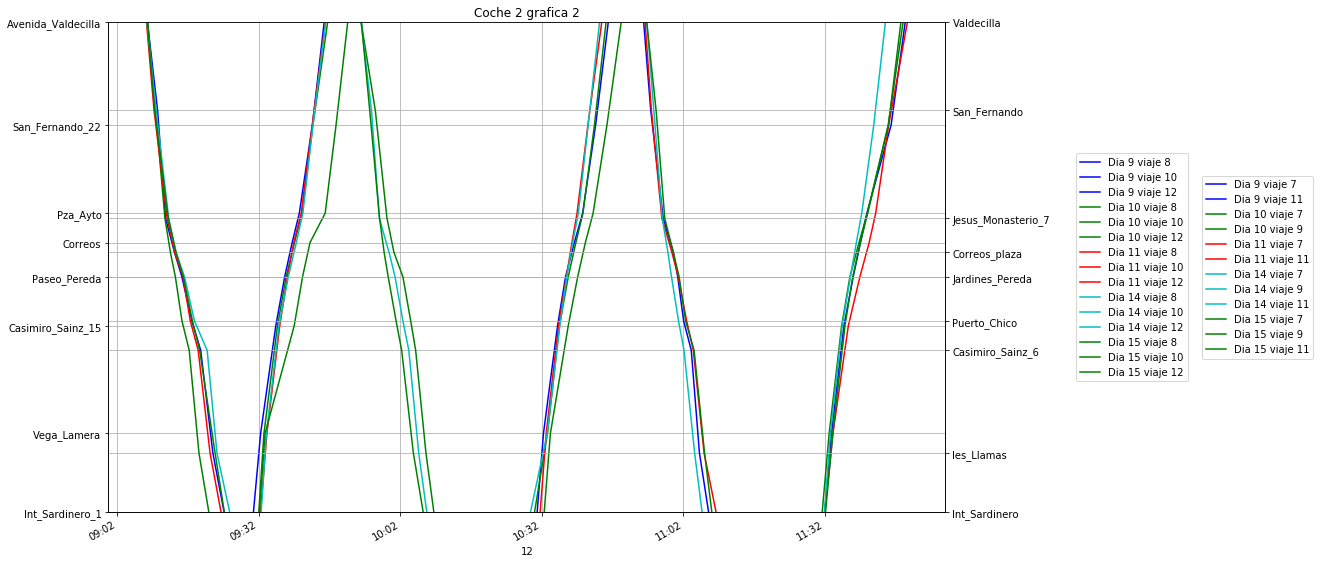 Coche 2 grafica 2
Avenida_Valdecilla
San_Fernando_22
Pza_Ayto
Correos
Paseo_Pereda
Casimiro_Sainz_15
Vega_Lamera
Int_Sardinero_1
Valdecilla
San_Fernando
Jesus_Monasterio_7
Correos_plaza
Jardines_Pereda
Puerto_Chico
Casimiro_Sainz_6
Ies_Llamas
Int_Sardinero
09:02
09:32
10:02
10:32
11:02
11:32
12
Dia 9 viaje 8
Dia 9 viaje 10
Dia 9 viaje 12
Dia 10 viaje 8
Dia 10 viaje 10
Dia 10 viaje 12
Dia 11 viaje 8
Dia 11 viaje 10
Dia 11 viaje 12
Dia 14 viaje 8
Dia 14 viaje 10
Dia 14 viaje 12
Dia 15 viaje 8
Dia 15 viaje 10
Dia 15 viaje 12
Dia 9 viaje 7
Dia 9 viaje 11
Dia 10 viaje 7
Dia 10 viaje 9
Dia 11 viaje 7
Dia 11 viaje 11
Dia 14 viaje 7
Dia 14 viaje 9
Dia 14 viaje 11
Dia 15 viaje 7
Dia 15 viaje 9
Dia 15 viaje 11